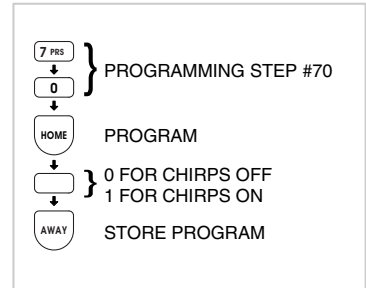 7 PRS
PROGRAMMING STEP #70
0
HOME
PROGRAM
0 FOR CHIRPS OFF
1 FOR CHIRPS ON
AWAY
STORE PROGRAM